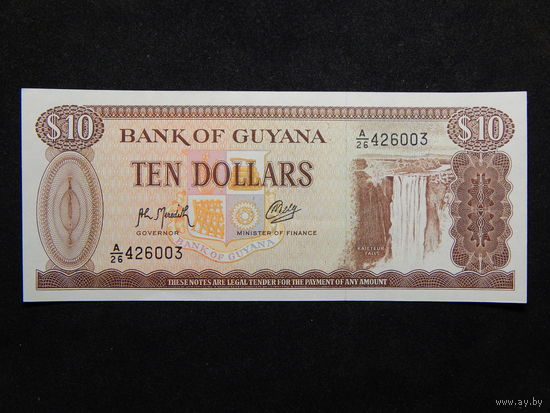 $10
$10
BANK OF GUYANA
A/26 426003
TEN DOLLARS
GOVERNOR
MINISTER OF FINANCE
BANK OF GUYANA
KAIETEUR
FALLS
A/26 426003
THESE NOTES ARE LEGAL TENDER FOR THE PAYMENT OF ANY AMOUNT
www.ay.by